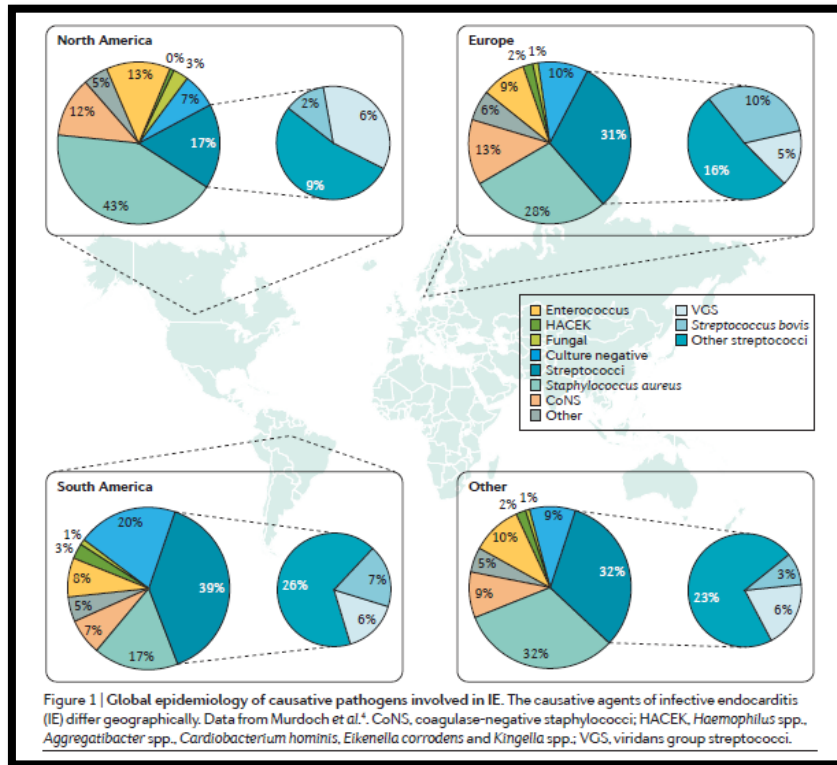 North America
0%
3%
13%
5%
7%
12%
17%
43%
2%
6%
9%
Europe
2%
1%
10%
9%
6%
31%
13%
28%
10%
5%
16%
Enterococcus
HACEK
Fungal
Culture negative
Streptococci
Staphylococcus aureus
CoNS
Other
VGS
Streptococcus bovis
Other streptococci
South America
20%
1%
3%
8%
39%
5%
7%
17%
26%
7%
6%
Other
2%
1%
9%
10%
5%
32%
9%
32%
3%
23%
6%
Figure 1 | Global epidemiology of causative pathogens involved in IE. The causative agents of infective endocarditis
(IE) differ geographically. Data from Murdoch et al.⁴. CoNS, coagulase-negative staphylococci; HACEK, Haemophilus spp.,
Aggregatibacter spp., Cardiobacterium hominis, Eikenella corrodens and Kingella spp.; VGS, viridans group streptococci.